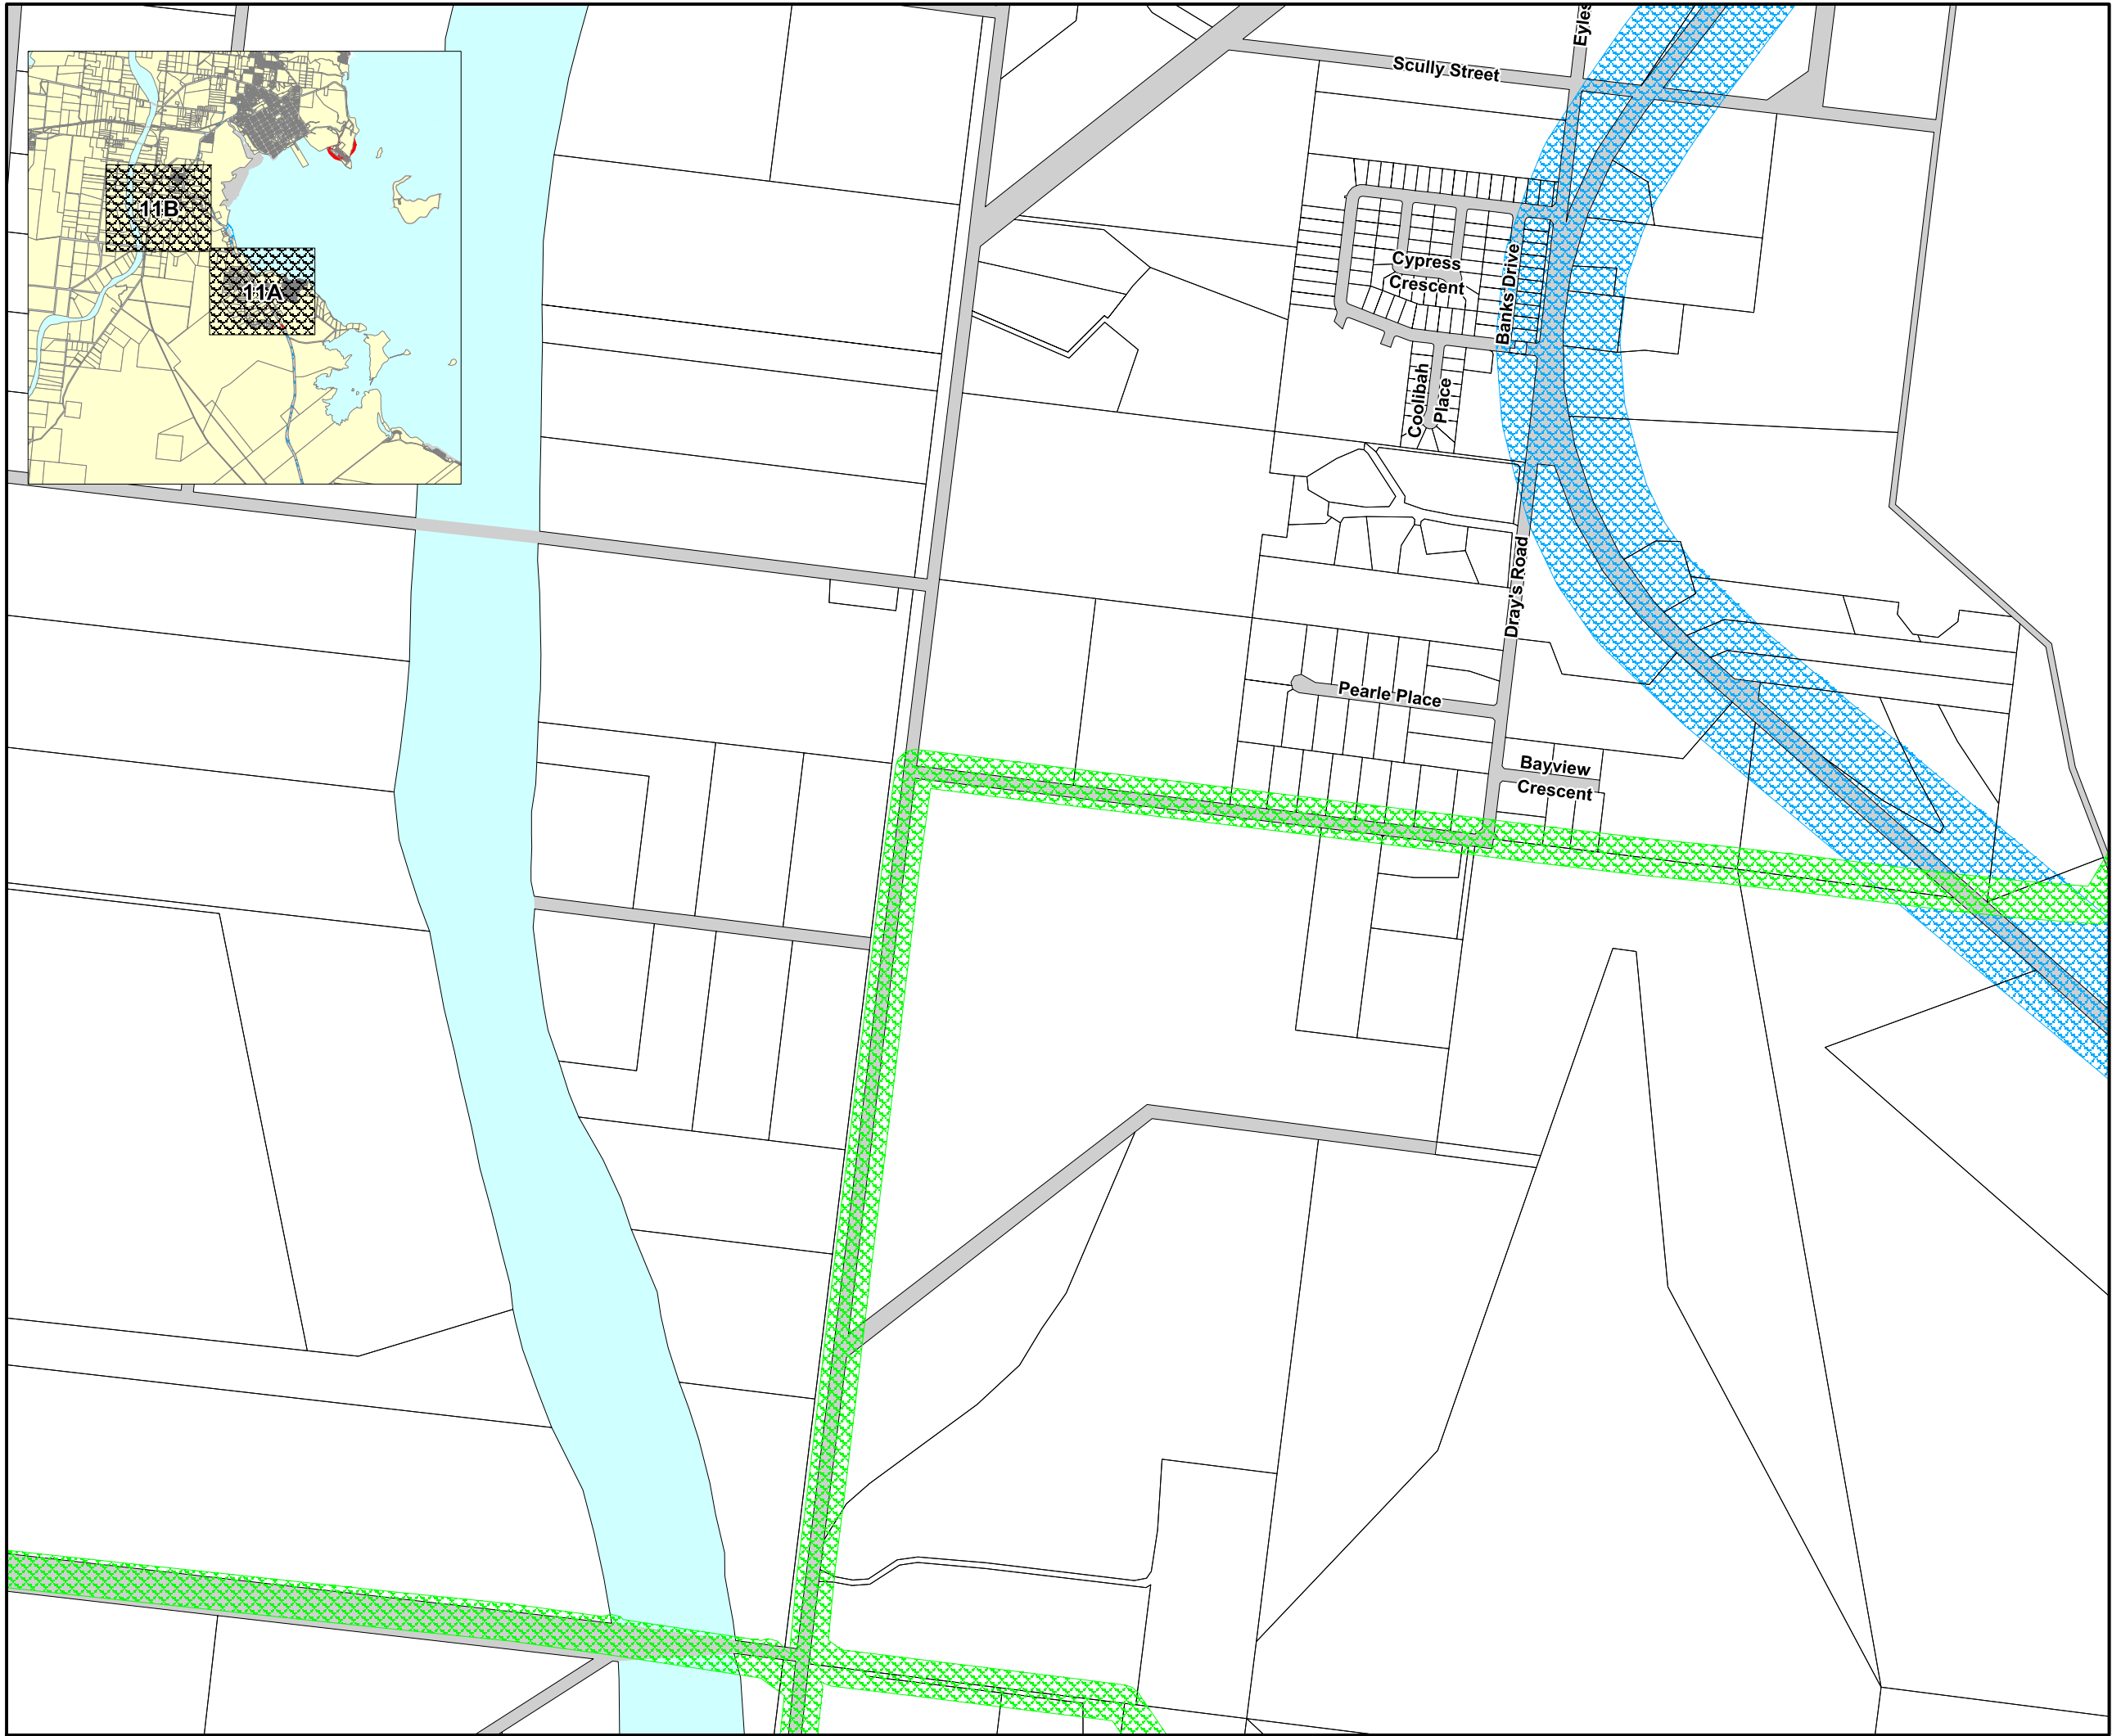 Eyles
Scully Street
11B
11A
Cypress
Crescent
Banks Drive
Coolibah
Place
Dray's Road
Pearle Place
Bayview
Crescent